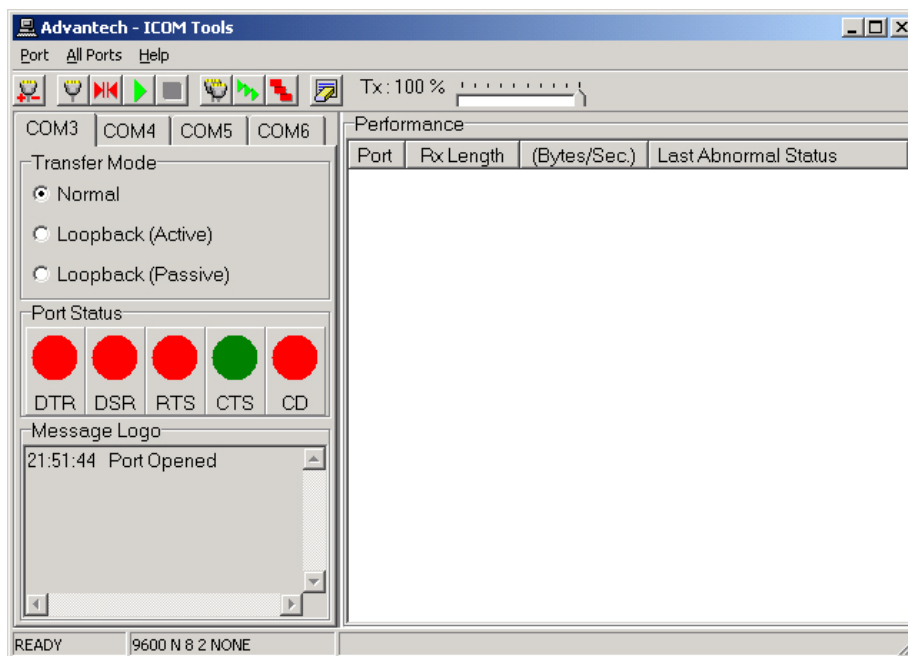 Advantech - ICOM Tools
Port All Ports Help
Tx : 100 %
COM3 COM4 COM5 COM6
Transfer Mode
Normal
Loopback (Active)
Loopback (Passive)
Port Status
DTR DSR RTS CTS CD
Message Logo
21:51:44 Port Opened
Performance
Port Rx Length (Bytes/Sec.) Last Abnormal Status
READY 9600 N 8 2 NONE